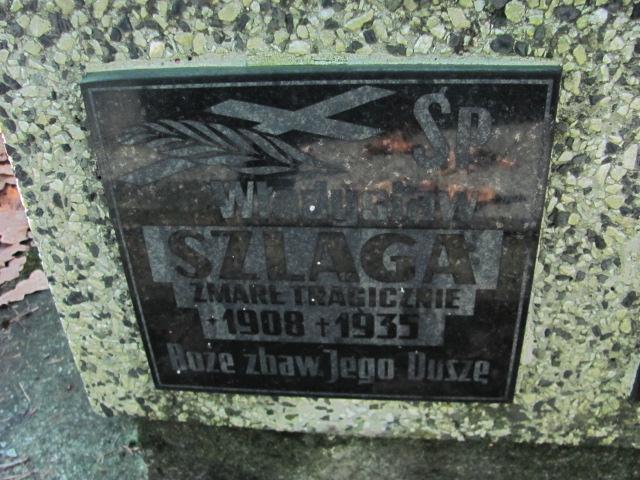 ŚP
Władysław
SZLAGA
ZMARŁ TRAGICZNIE
*1908 +1935
Boże zbaw Jego Duszę